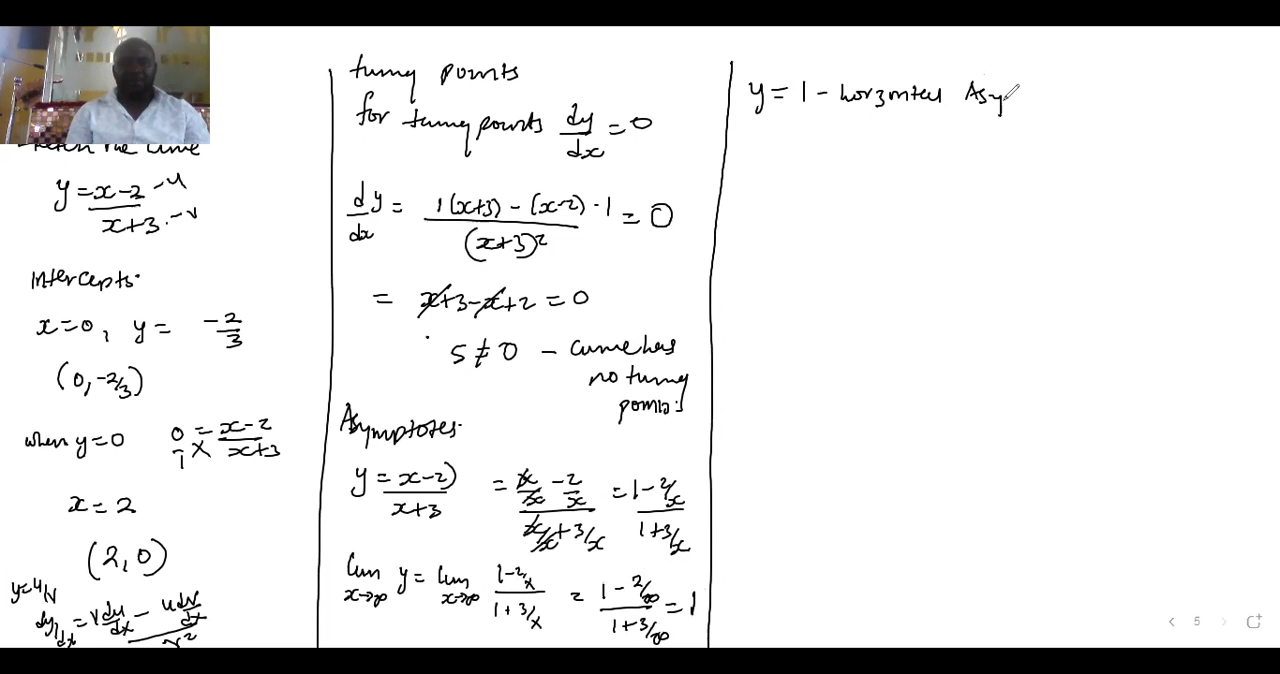 Sketch the curve
y = x-2 -u
x+3 -v
Intercepts.
x=0, y = -2/3
(0, -2/3)
when y=0 0/1 = x-2/x+3
x = 2
(2, 0)
y=u/v
dy/dx = v du/dx - u dv/dx
v²
turning points
for turning points dy/dx = 0
dy/dx = 1(x+3) - (x-2)·1 = 0
(x+3)²
= x+3-x+2 = 0
5 ≠ 0 - curve has
no turning
points.
Asymptotes.
y = x-2) = x/x - 2/x = 1-2/x
x+3 x/x + 3/x 1+3/x
lim x→∞ y = lim x→∞ 1-2/x = 1-2/∞ = 1
1+3/x 1+3/∞
y = 1 - horizontal Asy
5